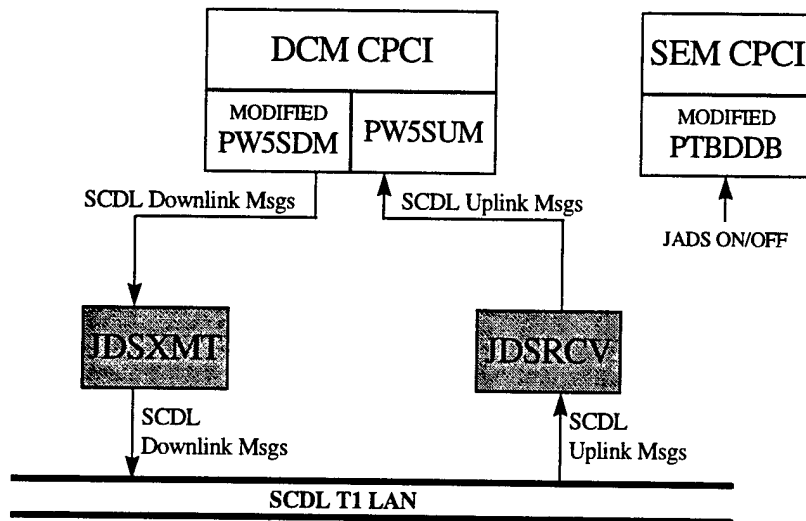 DCM CPCI
SEM CPCI
MODIFIED
PW5SDM
PW5SUM
MODIFIED
PTBDDB
SCDL Downlink Msgs
SCDL Uplink Msgs
JADS ON/OFF
JDSXMT
JDSRCV
SCDL
Downlink Msgs
SCDL
Uplink Msgs
SCDL T1 LAN